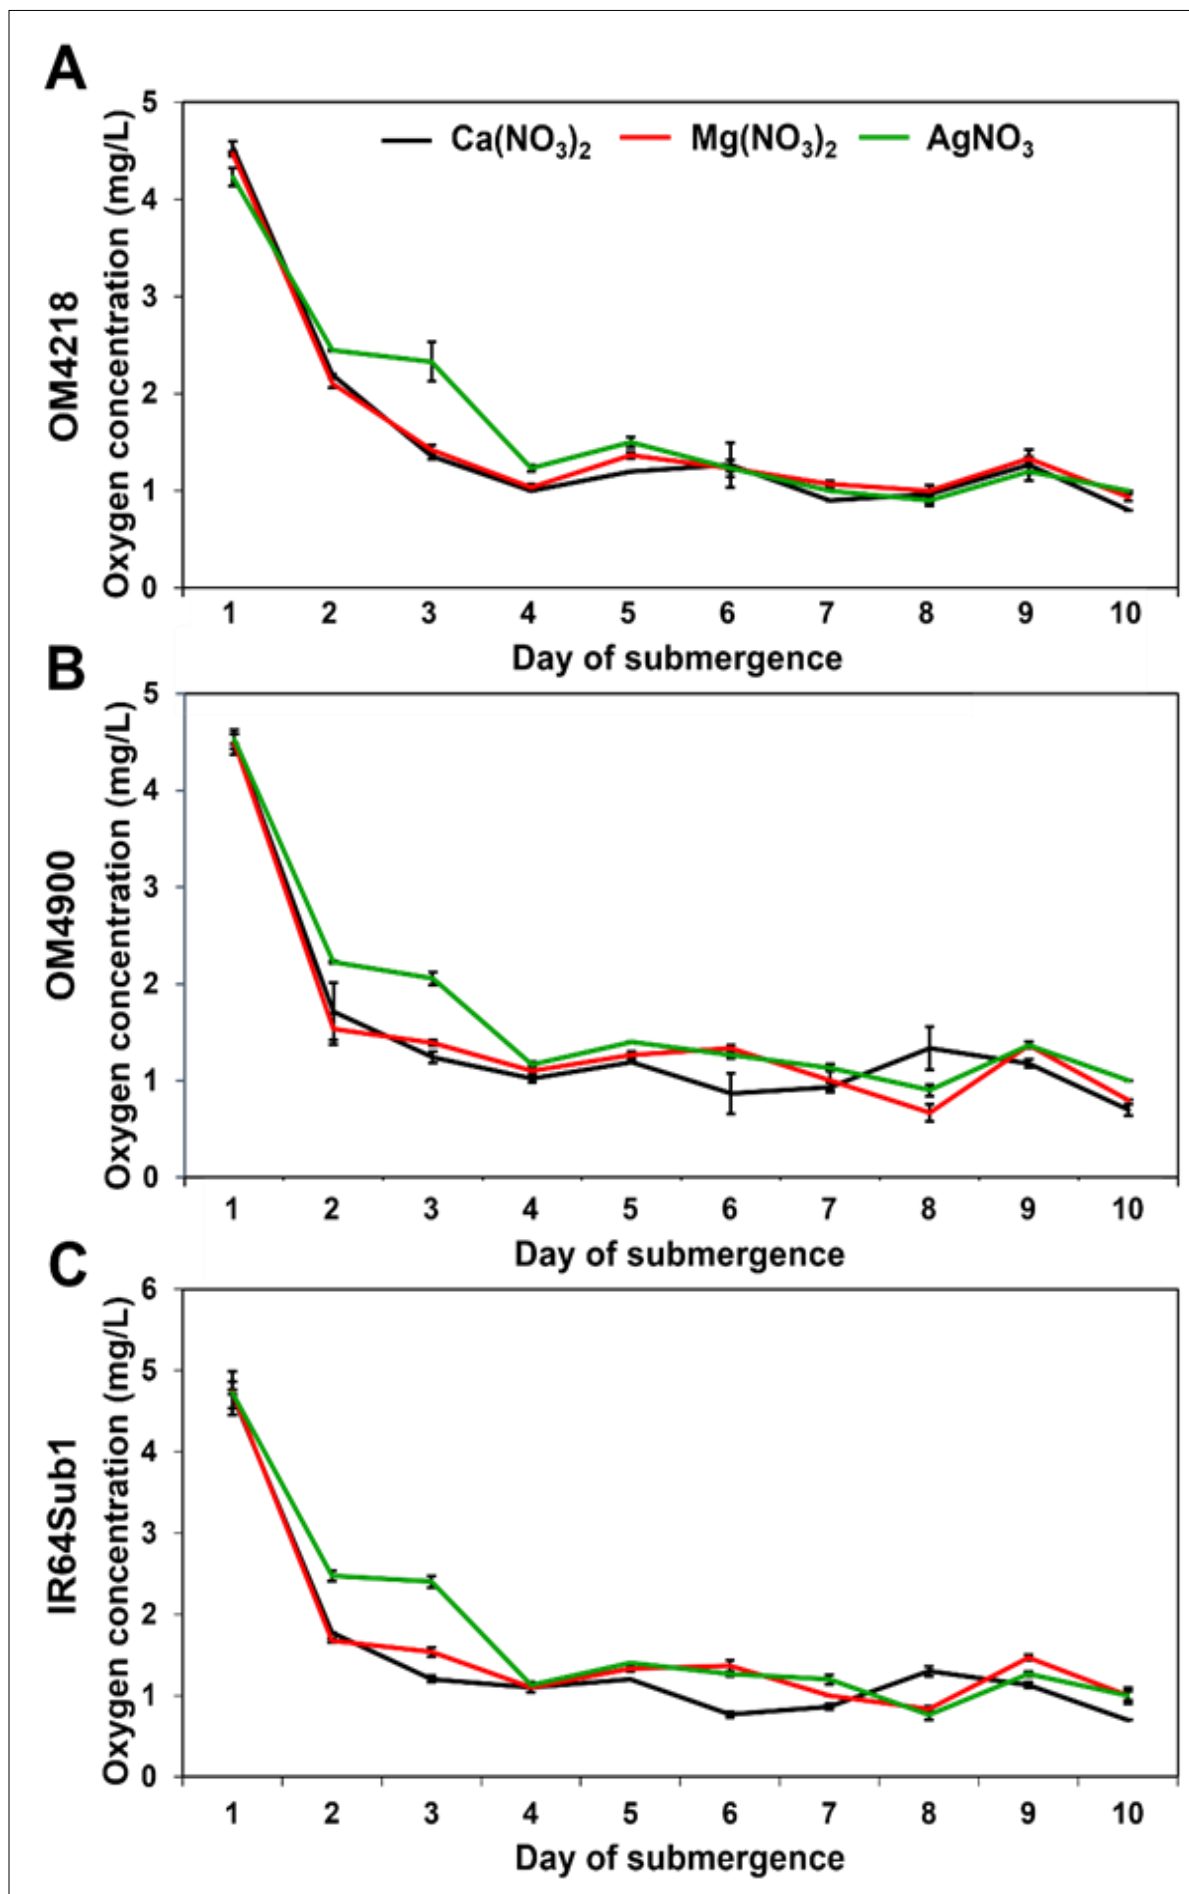 A
5
4
3
2
1
0
Oxygen concentration (mg/L)
OM4218
Ca(NO₃)₂ Mg(NO₃)₂ AgNO₃
1 2 3 4 5 6 7 8 9 10
Day of submergence
B
5
4
3
2
1
0
Oxygen concentration (mg/L)
OM4900
1 2 3 4 5 6 7 8 9 10
Day of submergence
C
6
5
4
3
2
1
0
Oxygen concentration (mg/L)
IR64Sub1
1 2 3 4 5 6 7 8 9 10
Day of submergence